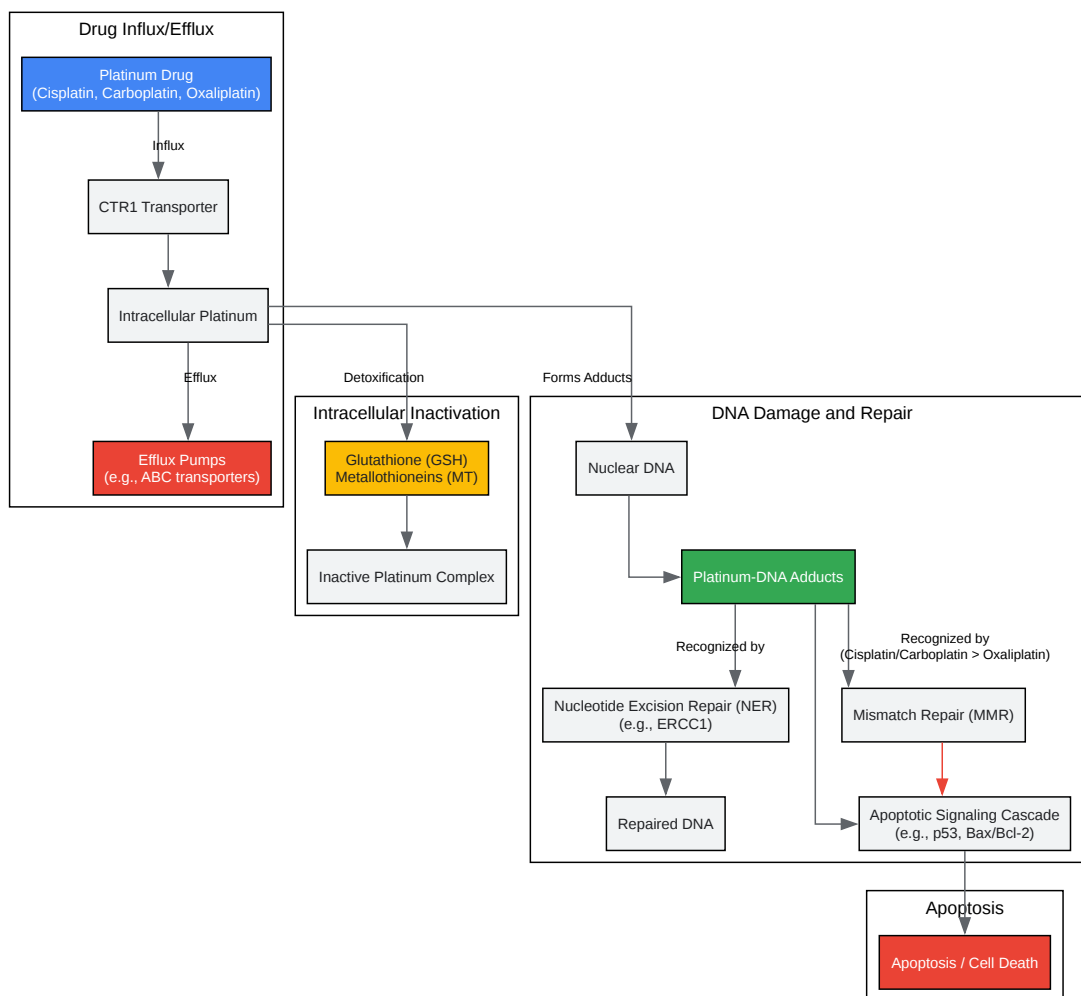 Drug Influx/Efflux
Platinum Drug
(Cisplatin, Carboplatin, Oxaliplatin)
Influx
CTR1 Transporter
Intracellular Platinum
Efflux
Efflux Pumps
(e.g., ABC transporters)
Detoxification
Intracellular Inactivation
Glutathione (GSH)
Metallothioneins (MT)
Inactive Platinum Complex
Forms Adducts
DNA Damage and Repair
Nuclear DNA
Platinum-DNA Adducts
Recognized by
Recognized by
(Cisplatin/Carboplatin > Oxaliplatin)
Nucleotide Excision Repair (NER)
(e.g., ERCC1)
Mismatch Repair (MMR)
Repaired DNA
Apoptotic Signaling Cascade
(e.g., p53, Bax/Bcl-2)
Apoptosis
Apoptosis / Cell Death